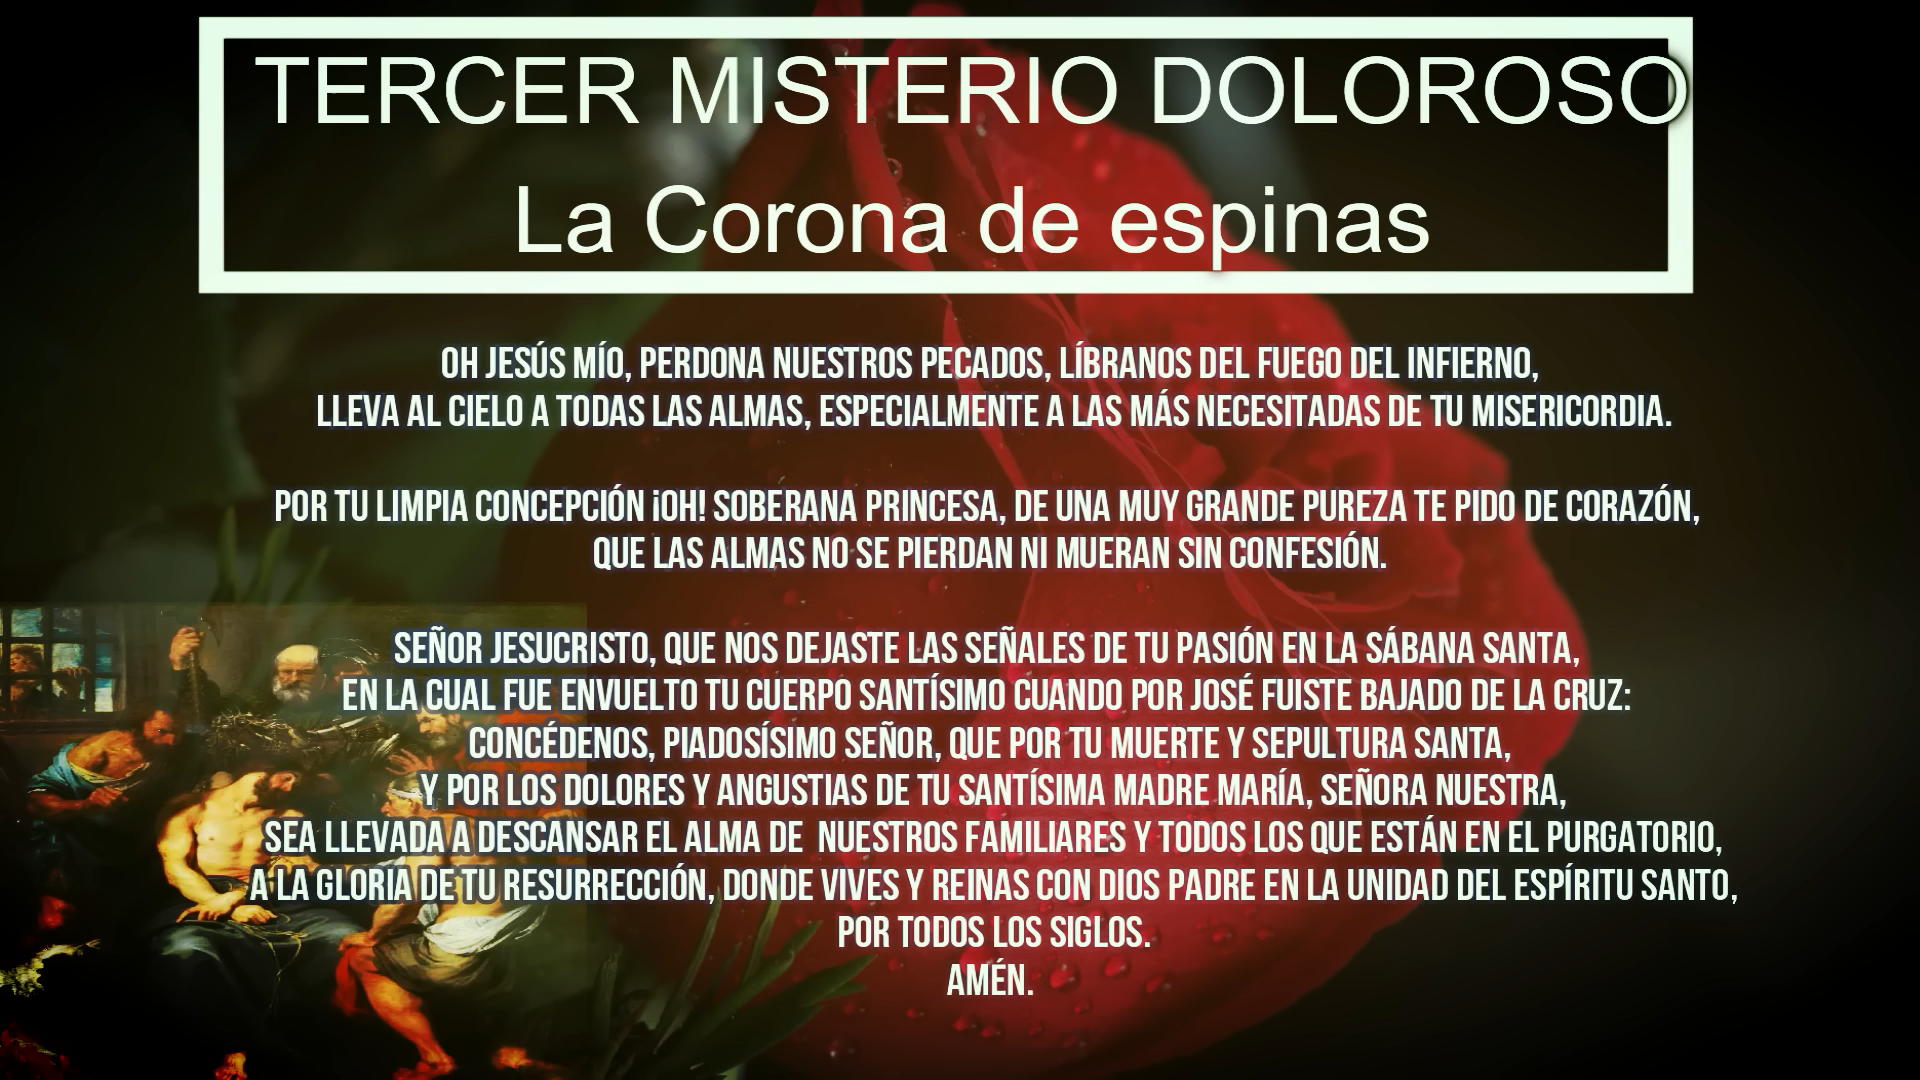 TERCER MISTERIO DOLOROSO
La Corona de espinas
OH JESÚS MÍO, PERDONA NUESTROS PECADOS, LÍBRANOS DEL FUEGO DEL INFIERNO,
LLEVA AL CIELO A TODAS LAS ALMAS, ESPECIALMENTE A LAS MÁS NECESITADAS DE TU MISERICORDIA.
POR TU LIMPIA CONCEPCIÓN ¡OH! SOBERANA PRINCESA, DE UNA MUY GRANDE PUREZA TE PIDO DE CORAZÓN,
QUE LAS ALMAS NO SE PIERDAN NI MUERAN SIN CONFESIÓN.
SEÑOR JESUCRISTO, QUE NOS DEJASTE LAS SEÑALES DE TU PASIÓN EN LA SÁBANA SANTA,
EN LA CUAL FUE ENVUELTO TU CUERPO SANTÍSIMO CUANDO POR JOSÉ FUISTE BAJADO DE LA CRUZ:
CONCÉDENOS, PIADOSÍSIMO SEÑOR, QUE POR TU MUERTE Y SEPULTURA SANTA,
Y POR LOS DOLORES Y ANGUSTIAS DE TU SANTÍSIMA MADRE MARÍA, SEÑORA NUESTRA,
SEA LLEVADA A DESCANSAR EL ALMA DE  NUESTROS FAMILIARES Y TODOS LOS QUE ESTÁN EN EL PURGATORIO,
A LA GLORIA DE TU RESURRECCIÓN, DONDE VIVES Y REINAS CON DIOS PADRE EN LA UNIDAD DEL ESPÍRITU SANTO,
POR TODOS LOS SIGLOS.
AMÉN.